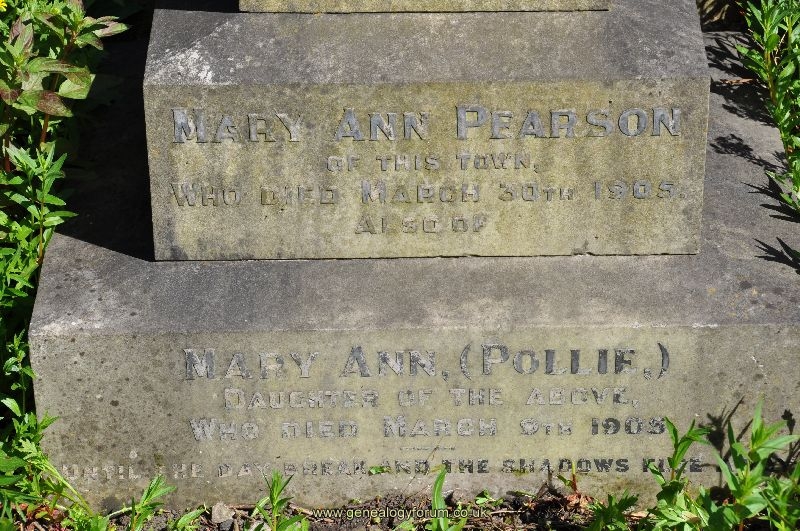 MARY ANN PEARSON
OF THIS TOWN,
WHO DIED MARCH 30TH 1905.
ALSO OF
MARY ANN, (POLLIE,)
DAUGHTER OF THE ABOVE,
WHO DIED MARCH 9TH 1905
UNTIL THE DAY BREAK AND THE SHADOWS FLEE
www.genealogyforum.co.uk